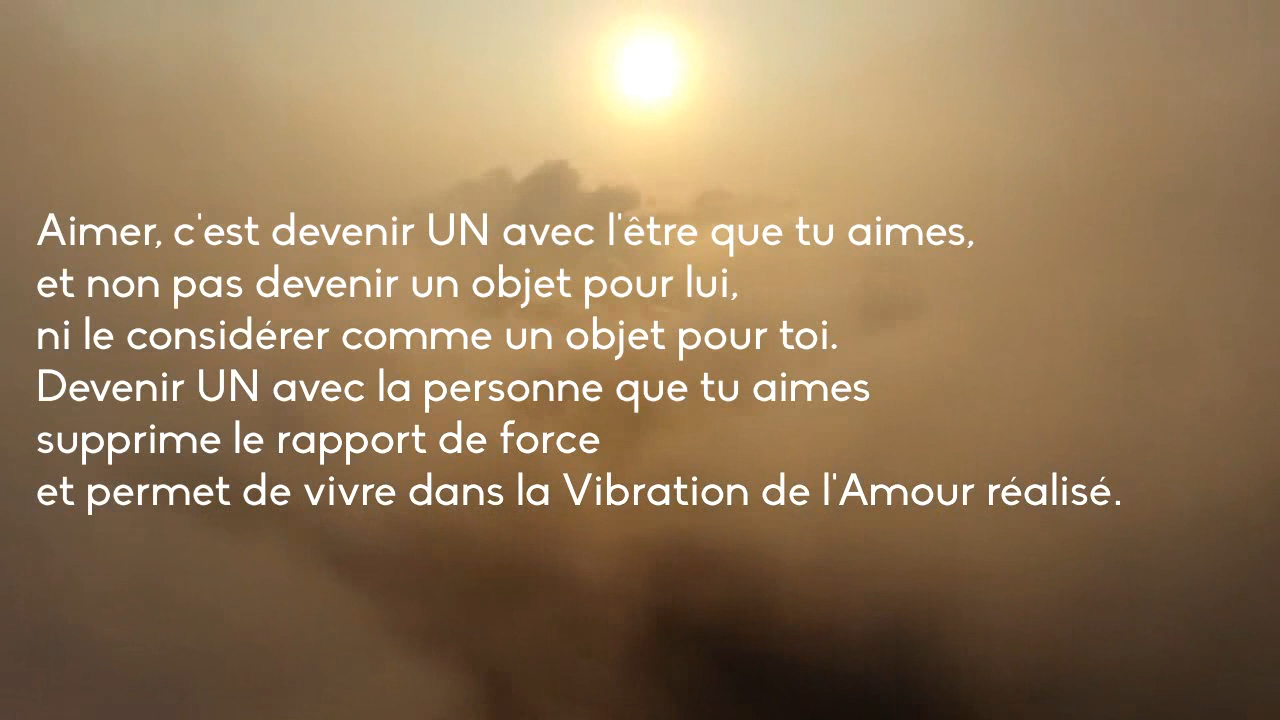 Aimer, c'est devenir UN avec l'être que tu aimes,
et non pas devenir un objet pour lui,
ni le considérer comme un objet pour toi.
Devenir UN avec la personne que tu aimes
supprime le rapport de force
et permet de vivre dans la Vibration de l'Amour réalisé.